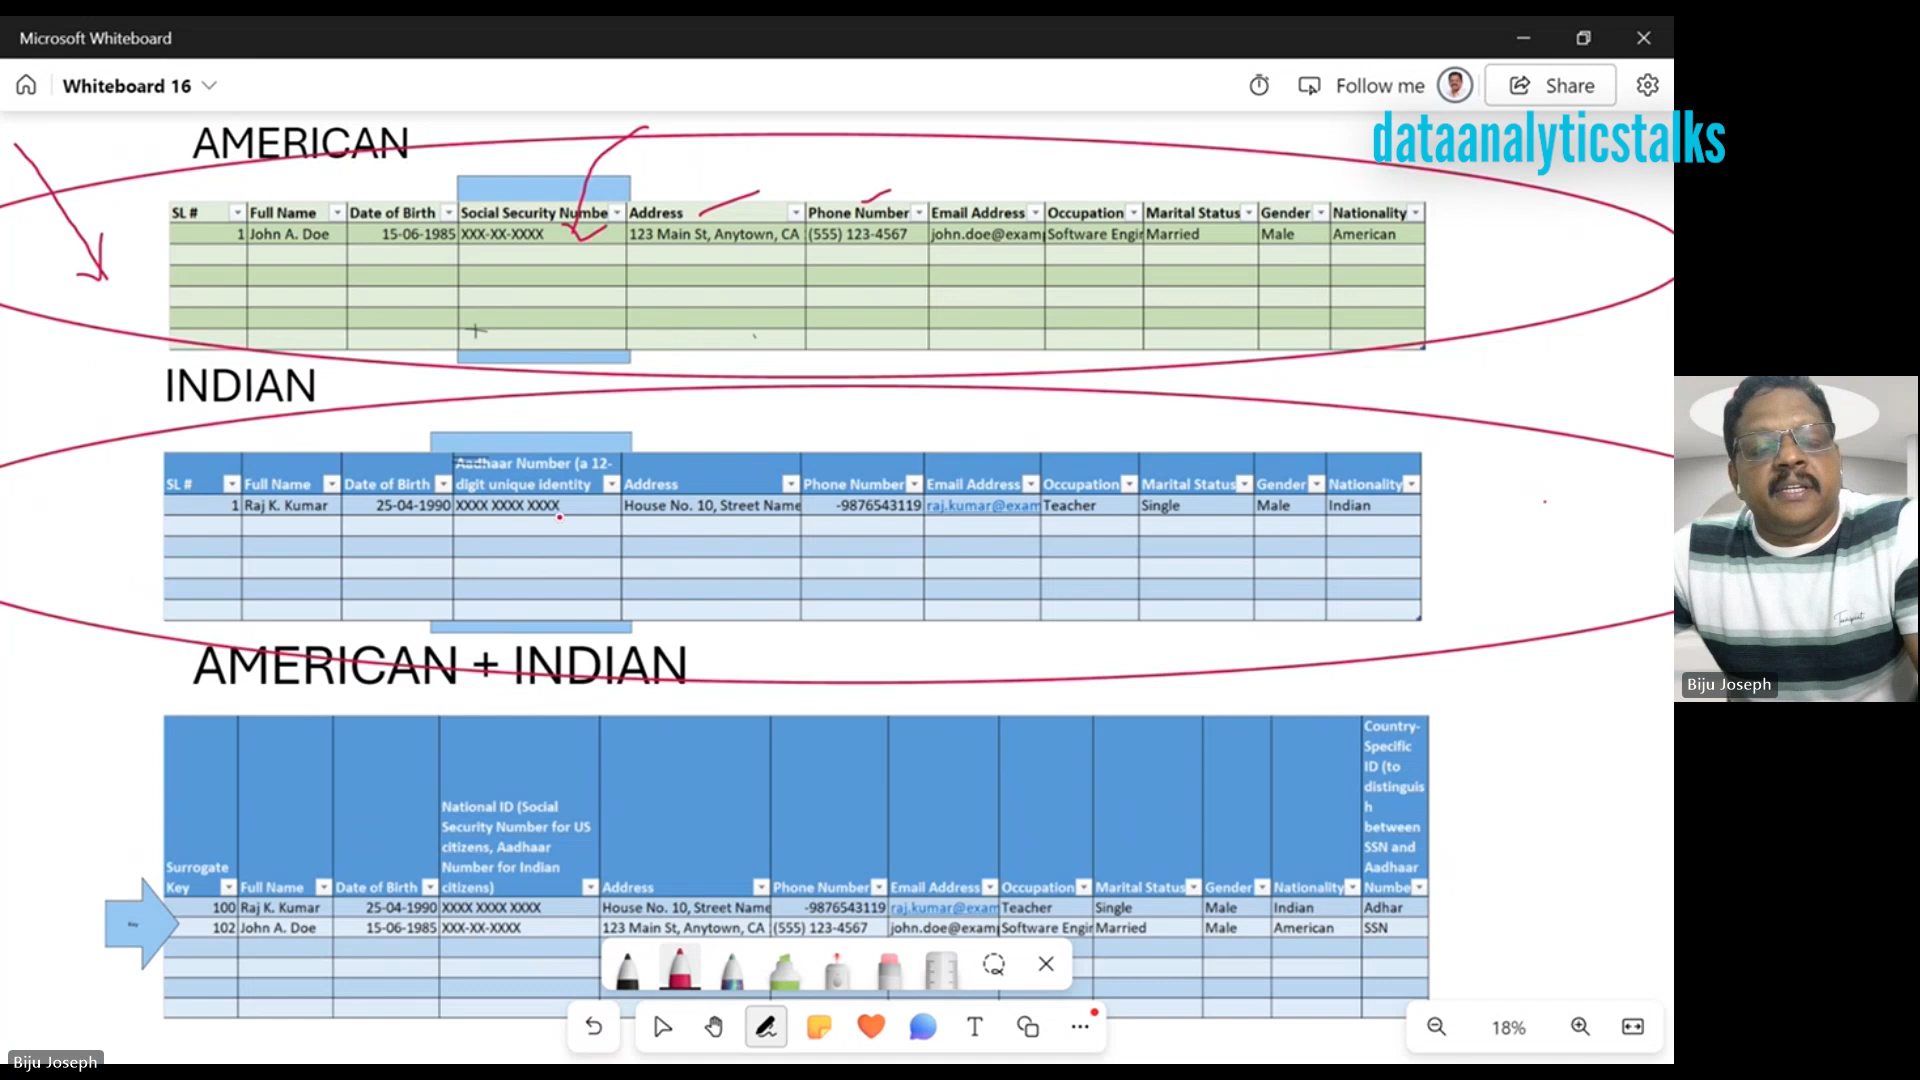 Microsoft Whiteboard
Whiteboard 16
Follow me
Share
dataanalyticstalks
AMERICAN
SL # Full Name Date of Birth Social Security Numbe Address Phone Number Email Address Occupation Marital Status Gender Nationality
1 John A. Doe 15-06-1985 XXX-XX-XXXX 123 Main St, Anytown, CA (555) 123-4567 john.doe@exam Software Engir Married Male American
INDIAN
Aadhaar Number (a 12-
SL # Full Name Date of Birth digit unique identity Address Phone Number Email Address Occupation Marital Status Gender Nationality
1 Raj K. Kumar 25-04-1990 XXXX XXXX XXXX House No. 10, Street Name -9876543119 raj.kumar@exam Teacher Single Male Indian
AMERICAN + INDIAN
Country-
Specific
ID (to
distinguis
h
National ID (Social
Security Number for US between
citizens, Aadhaar SSN and
Surrogate Number for Indian Aadhaar
Key Full Name Date of Birth citizens) Address Phone Number Email Address Occupation Marital Status Gender Nationality Numbe
100 Raj K. Kumar 25-04-1990 XXXX XXXX XXXX House No. 10, Street Name -9876543119 raj.kumar@exam Teacher Single Male Indian Adhar
102 John A. Doe 15-06-1985 XXX-XX-XXXX 123 Main St, Anytown, CA (555) 123-4567 john.doe@exam Software Engir Married Male American SSN
Key
18%
Biju Joseph
Biju Joseph